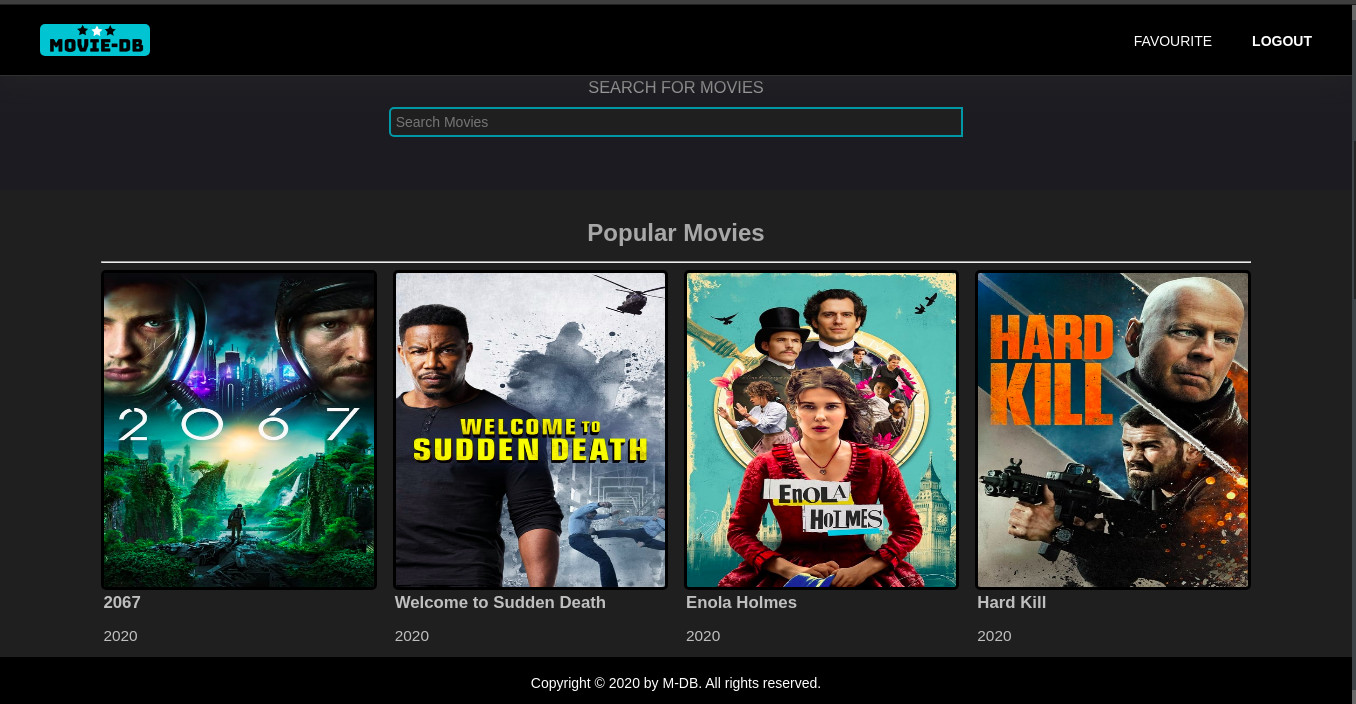 MOVIE-DB
FAVOURITE
LOGOUT
SEARCH FOR MOVIES
Search Movies
Popular Movies
2067
WELCOME TO
SUDDEN DEATH
ENOLA
HOLMES
HARD
KILL
2067
Welcome to Sudden Death
Enola Holmes
Hard Kill
2020
2020
2020
2020
Copyright © 2020 by M-DB. All rights reserved.